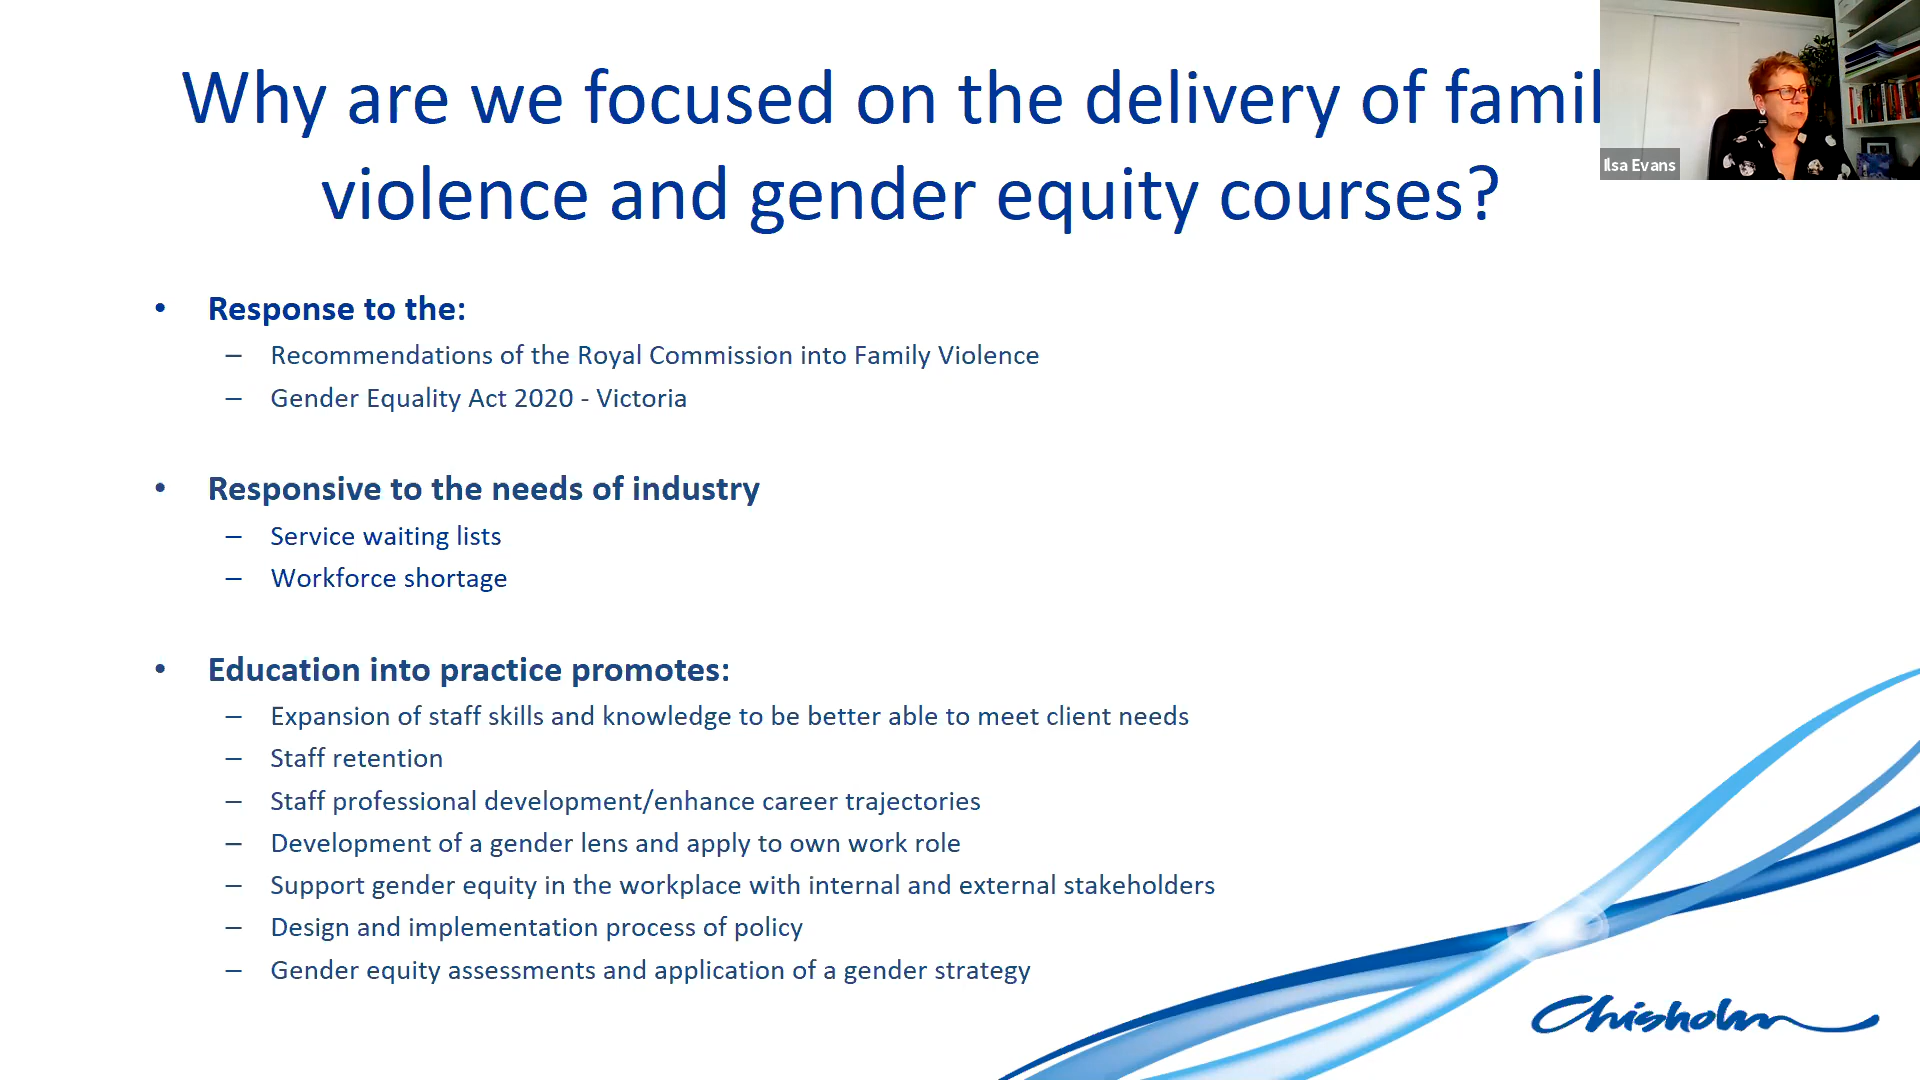 Why are we focused on the delivery of famil
violence and gender equity courses?
Ilsa Evans
• Response to the:
– Recommendations of the Royal Commission into Family Violence
– Gender Equality Act 2020 - Victoria
• Responsive to the needs of industry
– Service waiting lists
– Workforce shortage
• Education into practice promotes:
– Expansion of staff skills and knowledge to be better able to meet client needs
– Staff retention
– Staff professional development/enhance career trajectories
– Development of a gender lens and apply to own work role
– Support gender equity in the workplace with internal and external stakeholders
– Design and implementation process of policy
– Gender equity assessments and application of a gender strategy
Chisholm